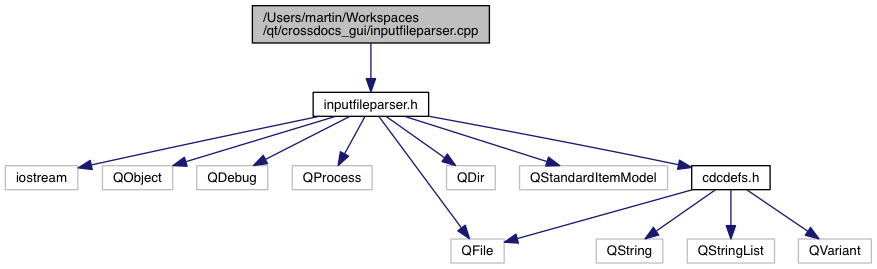 /Users/martin/Workspaces
/qt/crossdocs_gui/inputfileparser.cpp
inputfileparser.h
iostream
QObject
QDebug
QProcess
QDir
QStandardItemModel
cdcdefs.h
QFile
QString
QStringList
QVariant